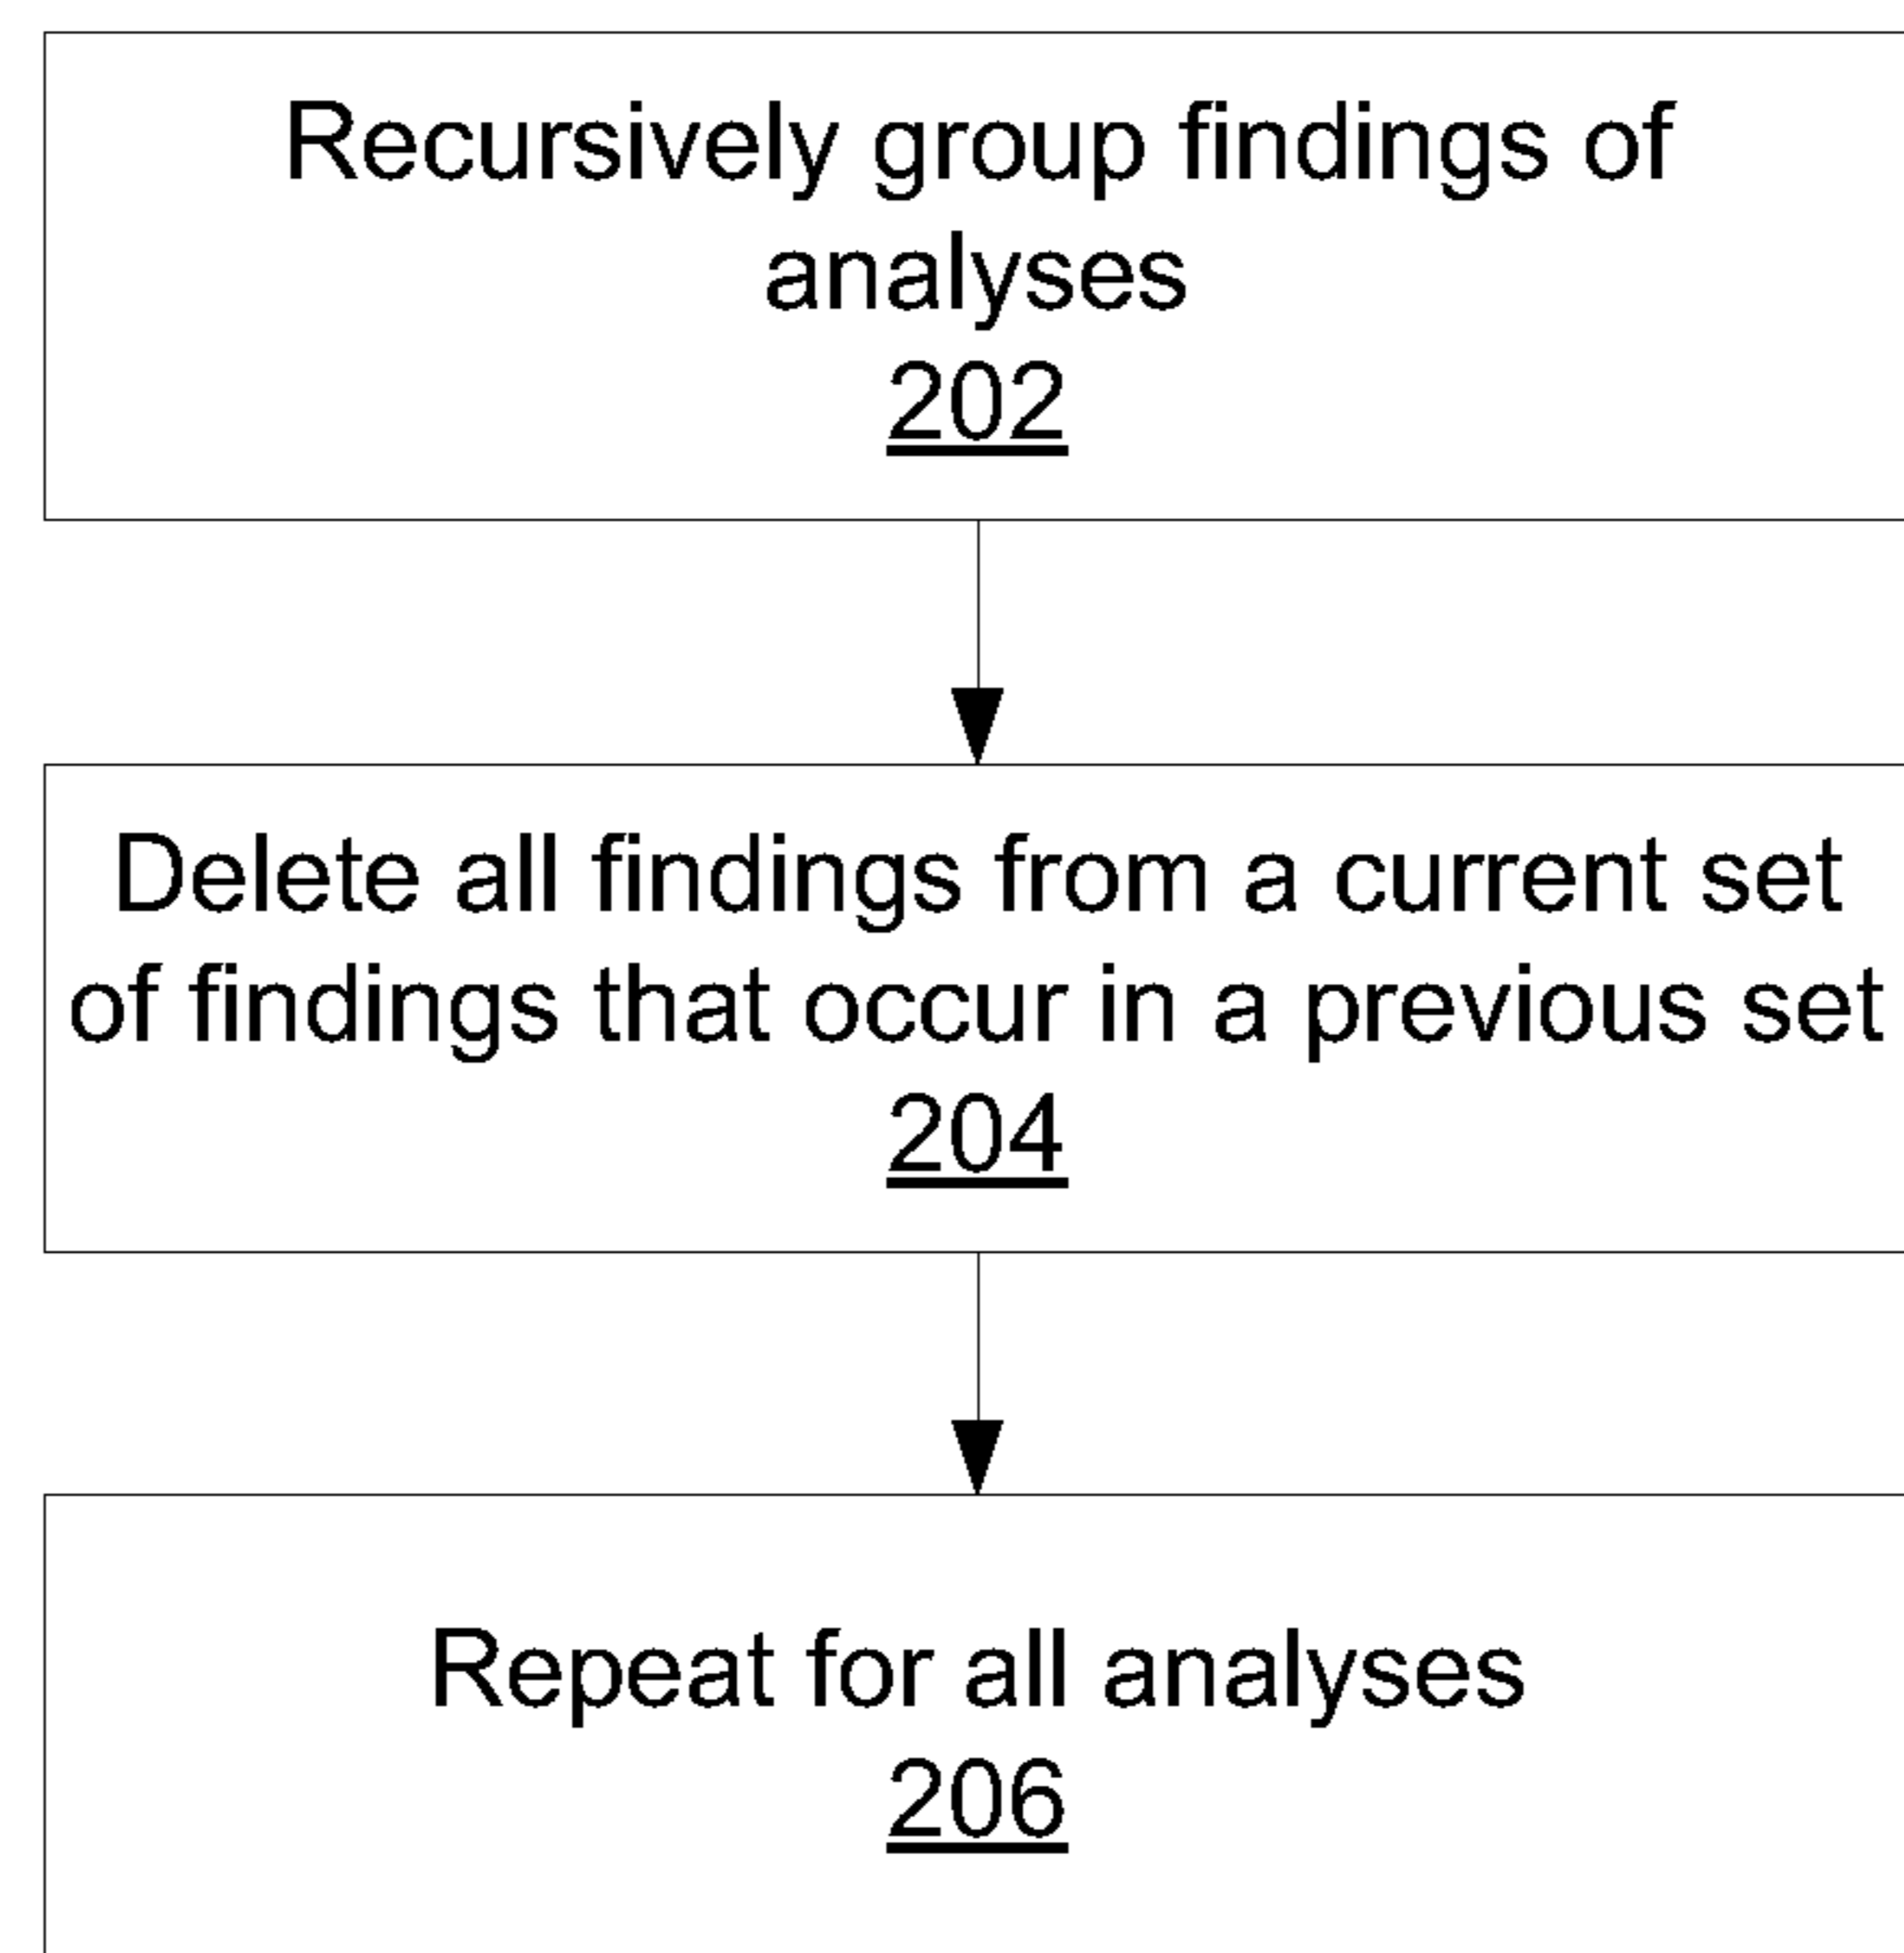 Recursively group findings of
analyses
202
Delete all findings from a current set
of findings that occur in a previous set
204
Repeat for all analyses
206